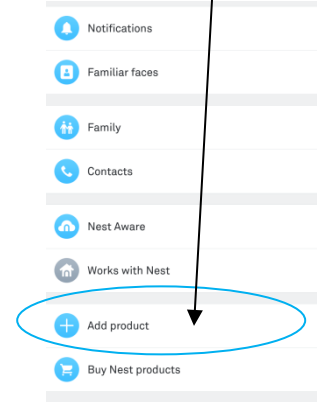 Notifications
Familiar faces
Family
Contacts
Nest Aware
Works with Nest
Add product
Buy Nest products